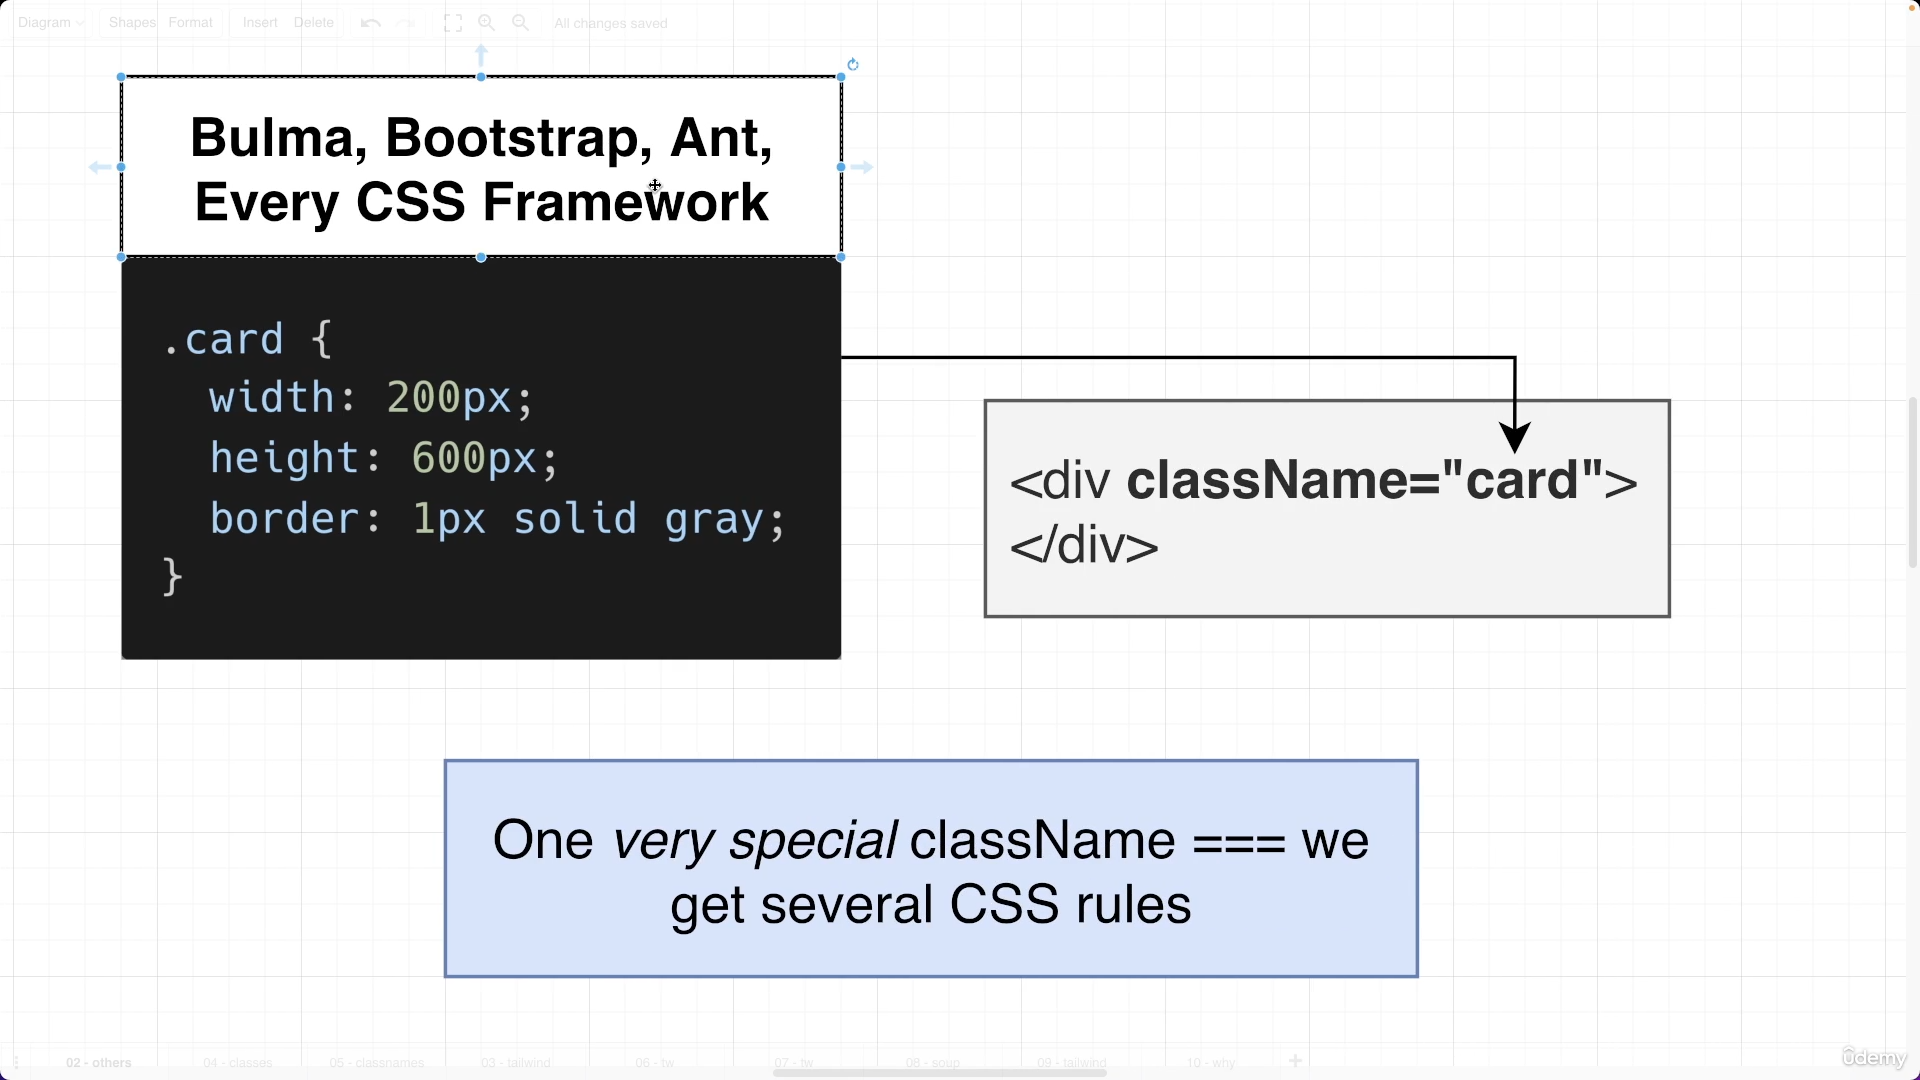 Diagram Shapes Format Insert Delete All changes saved
Bulma, Bootstrap, Ant,
Every CSS Framework
.card {
width: 200px;
height: 600px;
border: 1px solid gray;
}
<div className="card">
</div>
One very special className === we
get several CSS rules
02 - others 04 - classes 05 - classnames 03 - tailwind 06 - tw 07 - tw 08 - soup 09 - tailwind 10 - why
ûdemy